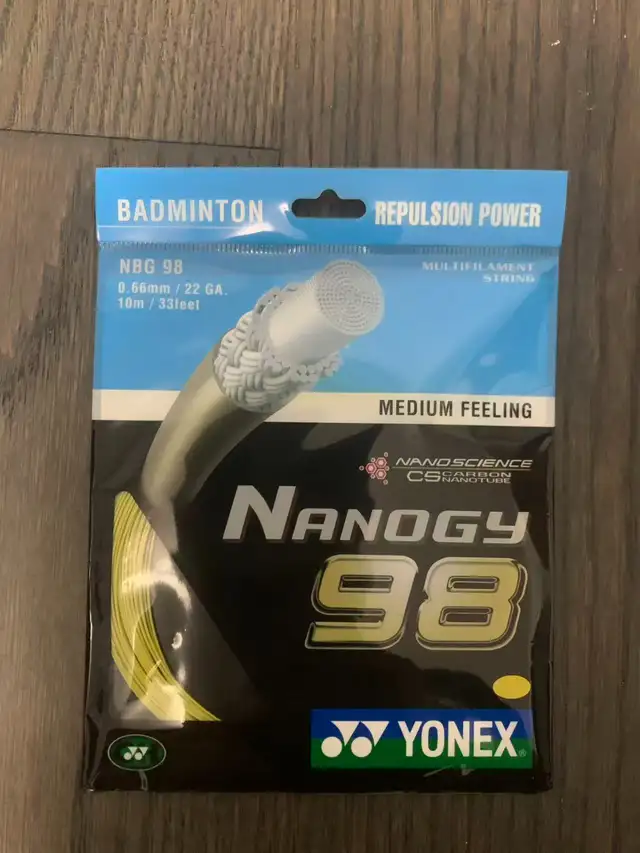 BADMINTON
REPULSION POWER
NBG 98
0.66mm / 22 GA.
10m / 33feet
MULTIFILAMENT
STRING
MEDIUM FEELING
NANOSCIENCE
CS CARBON
NANOTUBE
NANOGY
98
YONEX®